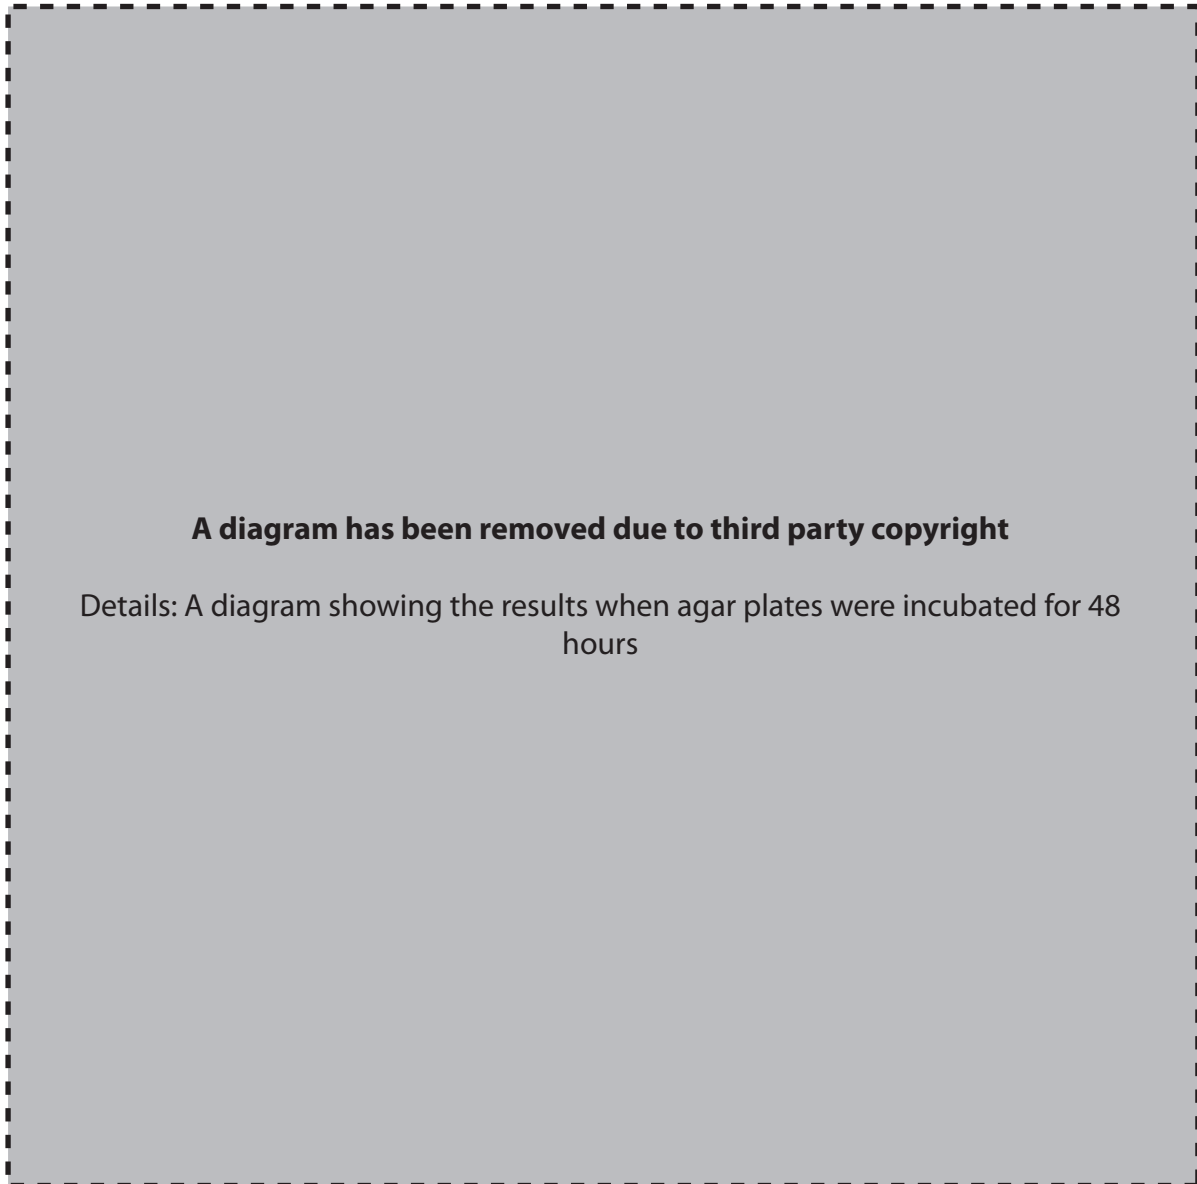 A diagram has been removed due to third party copyright
Details: A diagram showing the results when agar plates were incubated for 48
hours